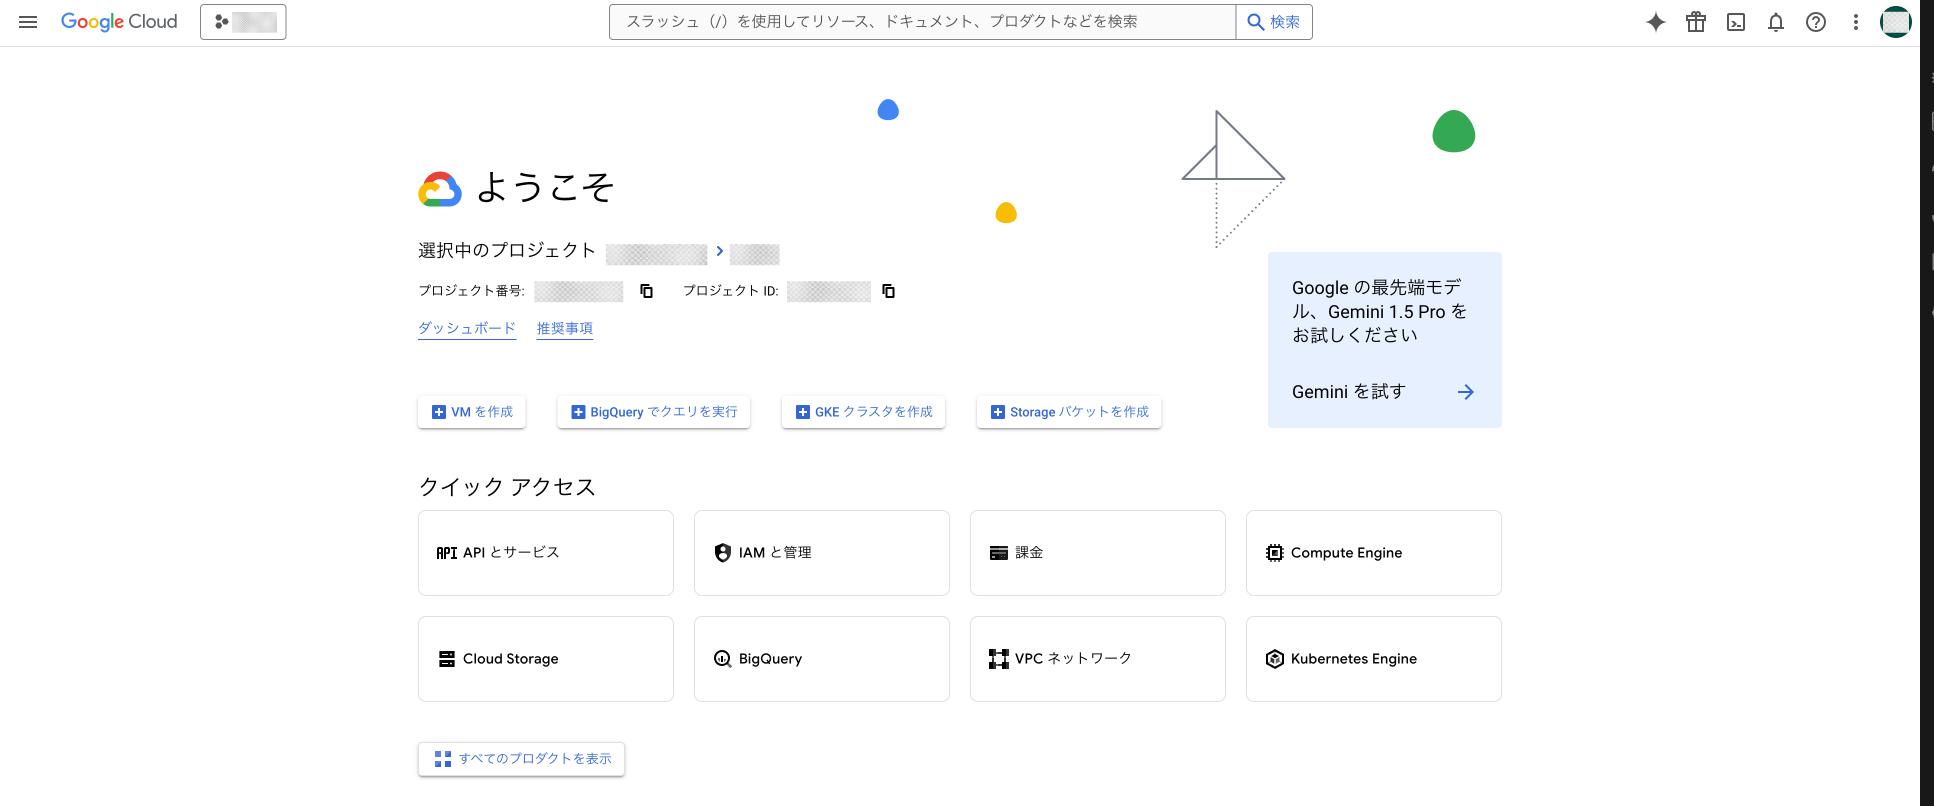 Google Cloud
スラッシュ（/）を使用してリソース、ドキュメント、プロダクトなどを検索
検索
ようこそ
選択中のプロジェクト
プロジェクト番号: プロジェクト ID:
ダッシュボード 推奨事項
Google の最先端モデ
ル、Gemini 1.5 Pro を
お試しください
Gemini を試す
VM を作成 BigQuery でクエリを実行 GKE クラスタを作成 Storage バケットを作成
クイック アクセス
API API とサービス IAM と管理 課金 Compute Engine
Cloud Storage BigQuery VPC ネットワーク Kubernetes Engine
すべてのプロダクトを表示